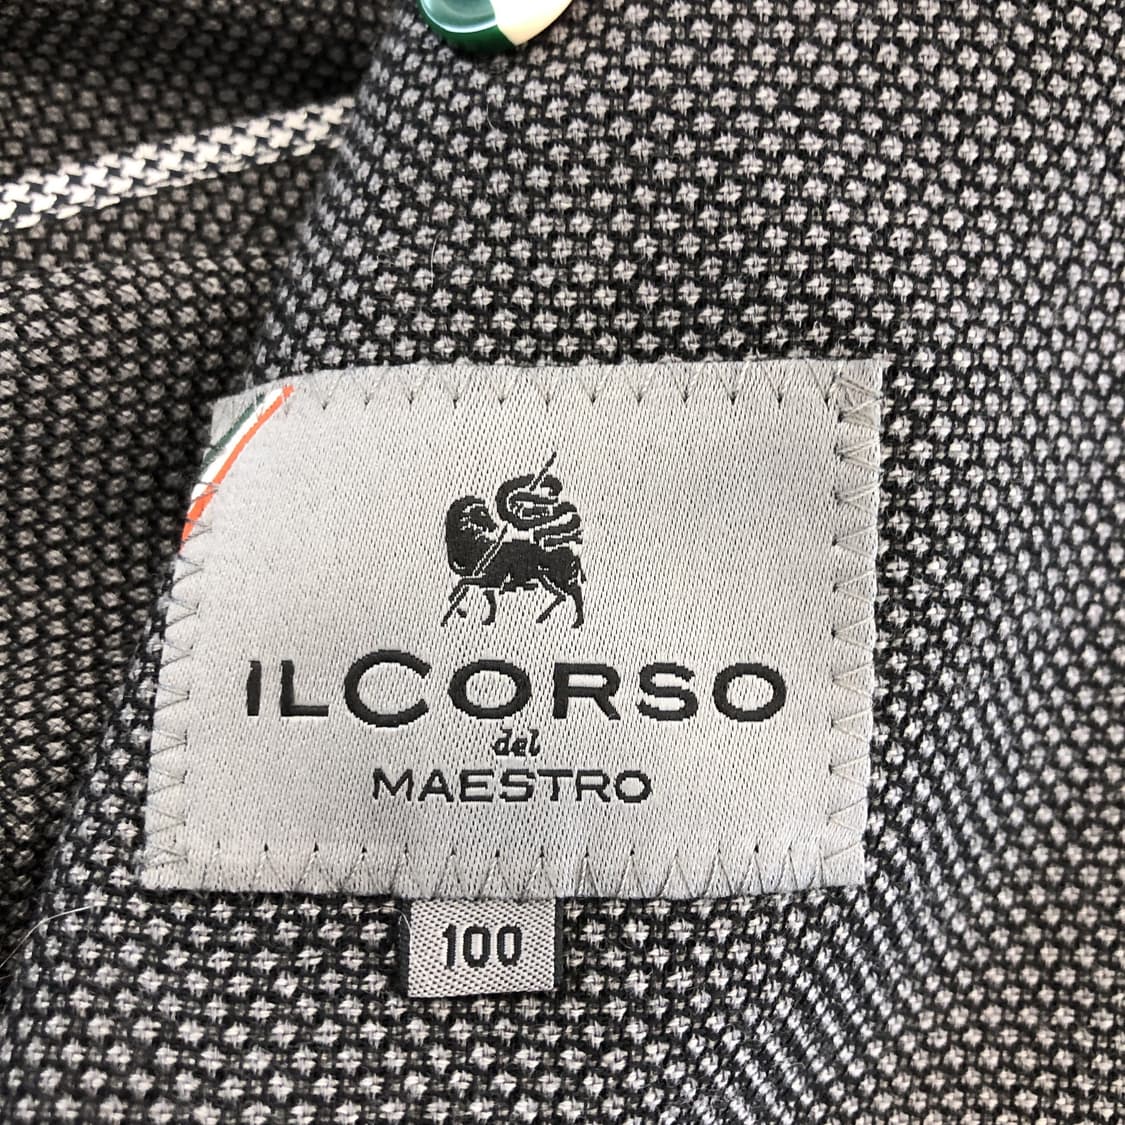 ILCORSO
del
MAESTRO
100